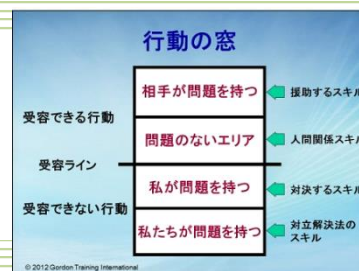 行動の窓
相手が問題を持つ
援助するスキル
受容できる行動
問題のないエリア
人間関係スキル
受容ライン
私が問題を持つ
対決するスキル
受容できない行動
私たちが問題を持つ
対立解決法の
スキル
© 2012 Gordon Training International